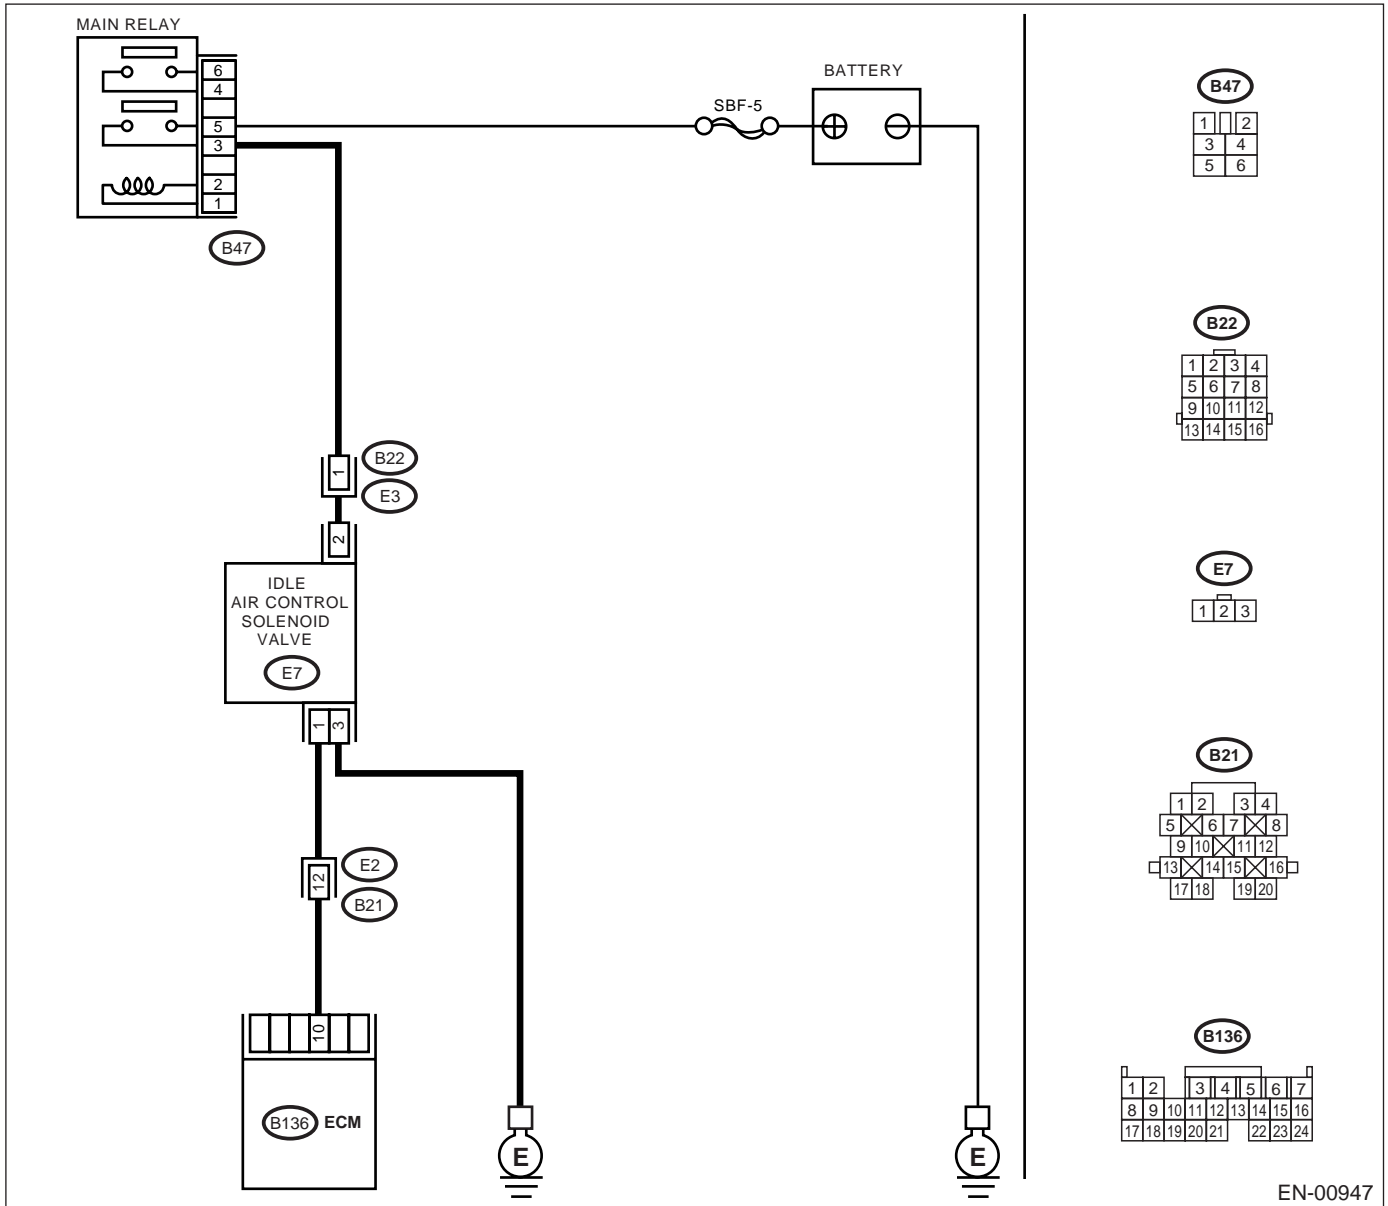 MAIN RELAY
6
4
5
3
2
1
B47
SBF-5
BATTERY
1
B22
E3
2
IDLE
AIR CONTROL
SOLENOID
VALVE
E7
1 3
E2
12
B21
10
B136 ECM
E
E
B47
1 2
3 4
5 6
B22
1 2 3 4
5 6 7 8
9 10 11 12
13 14 15 16
E7
1 2 3
B21
1 2 3 4
5 6 7 8
9 10 11 12
13 14 15 16
17 18 19 20
B136
1 2 3 4 5 6 7
8 9 10 11 12 13 14 15 16
17 18 19 20 21 22 23 24
EN-00947